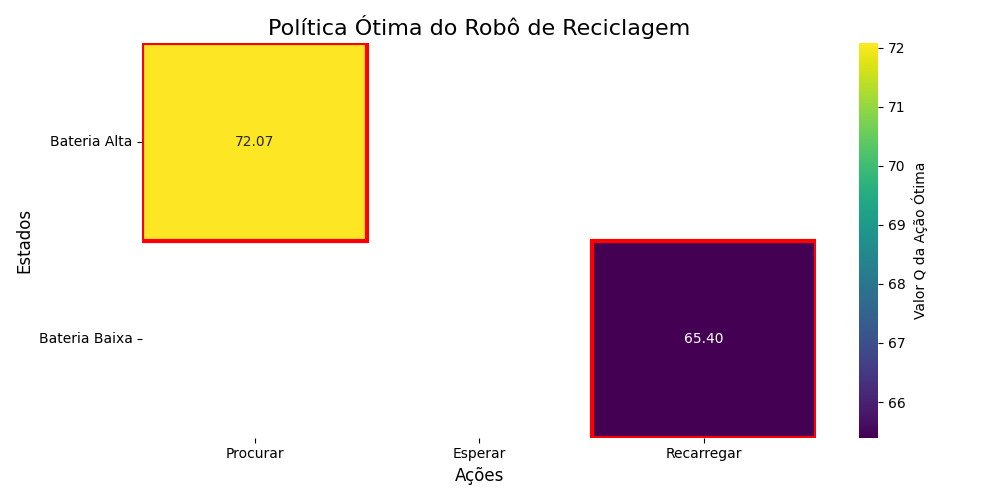 Política Ótima do Robô de Reciclagem
Estados
Bateria Alta
Bateria Baixa
72.07
65.40
Procurar
Esperar
Recarregar
Ações
72
71
70
69
68
67
66
Valor Q da Ação Ótima